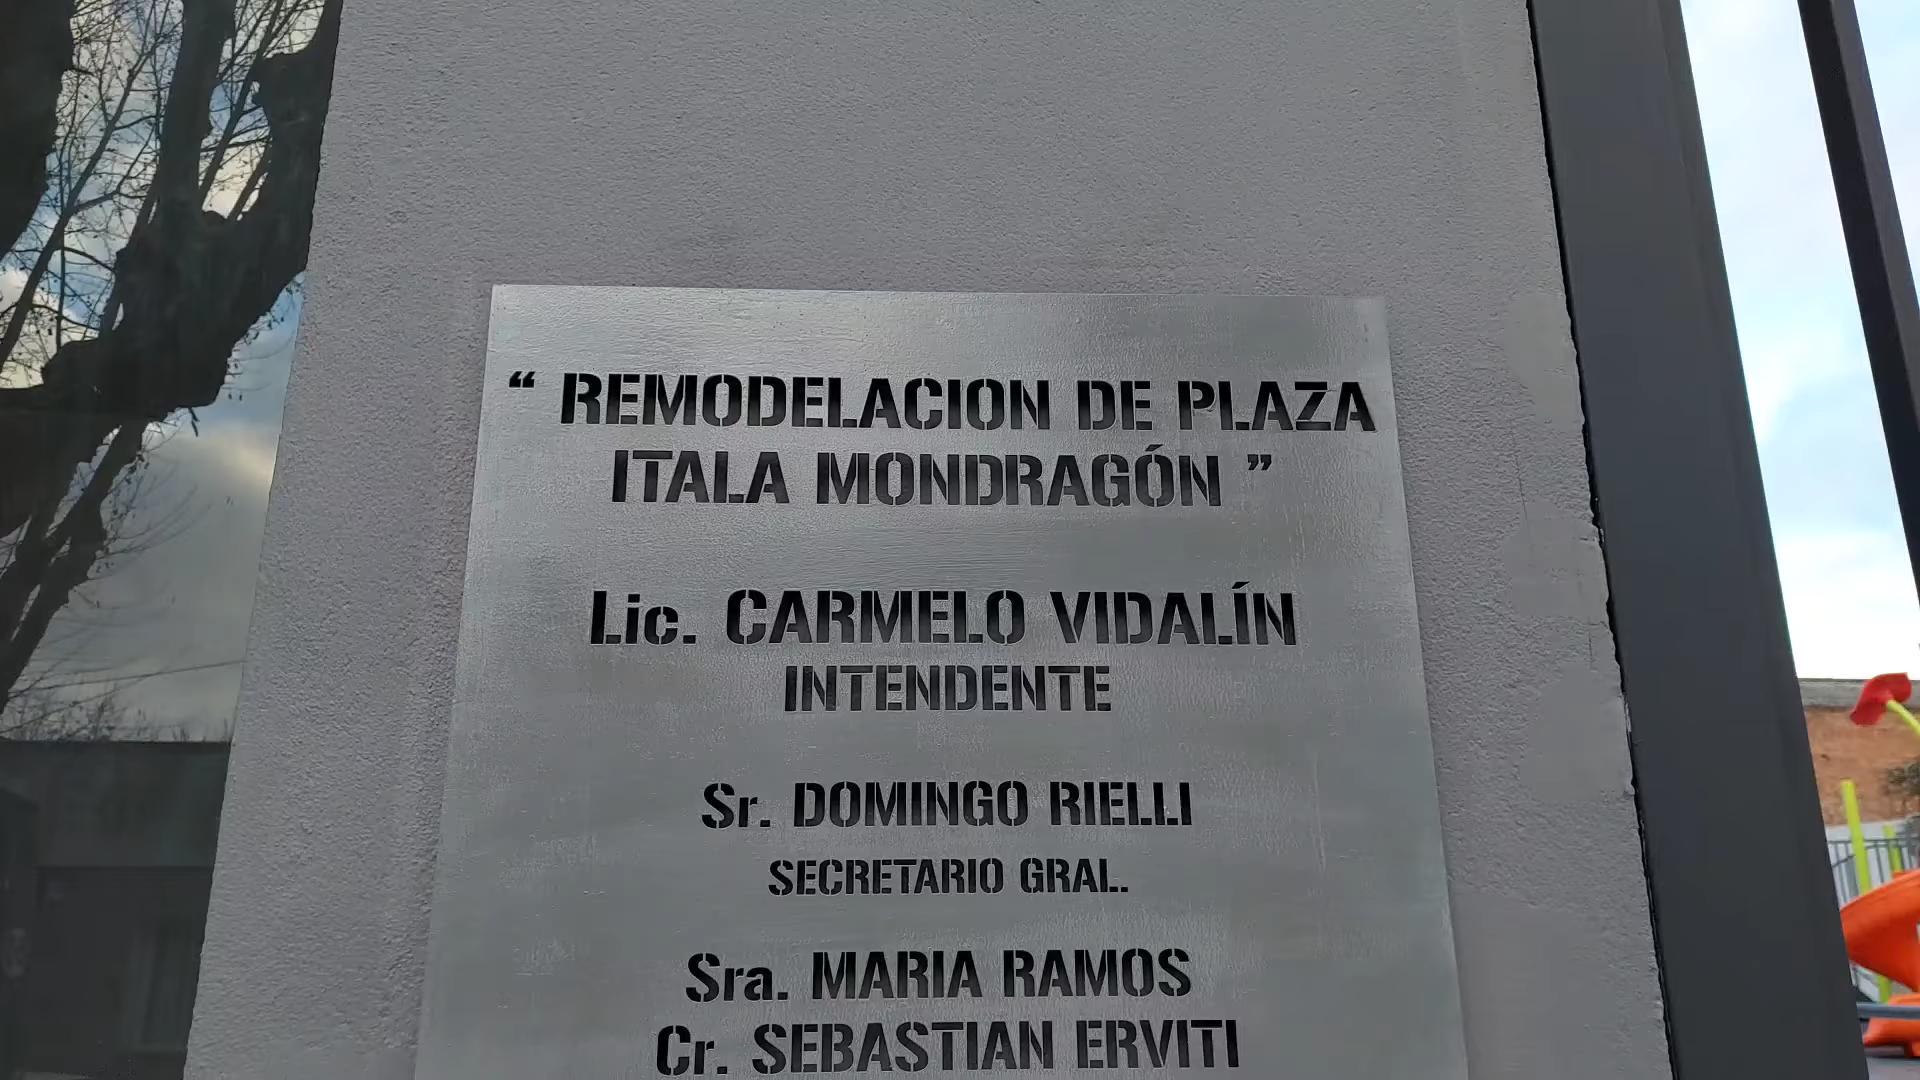 “ REMODELACION DE PLAZA
ITALA MONDRAGÓN ”
Lic. CARMELO VIDALÍN
INTENDENTE
Sr. DOMINGO RIELLI
SECRETARIO GRAL.
Sra. MARIA RAMOS
Cr. SEBASTIAN ERVITI